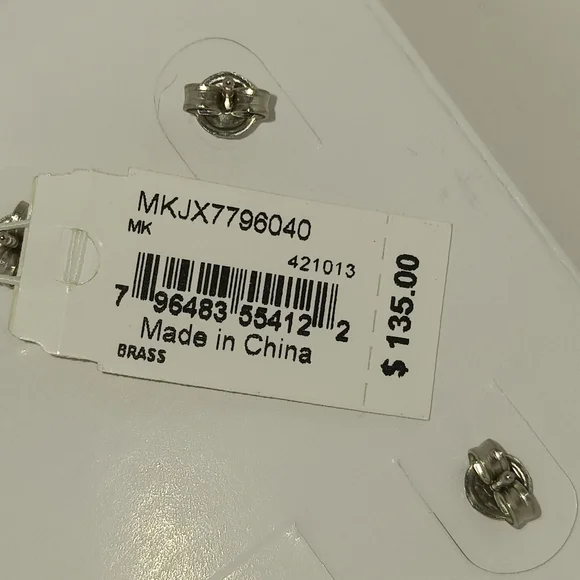 MKJX7796040
MK
421013
7 96483 55412 2
Made in China
BRASS
$ 135.00